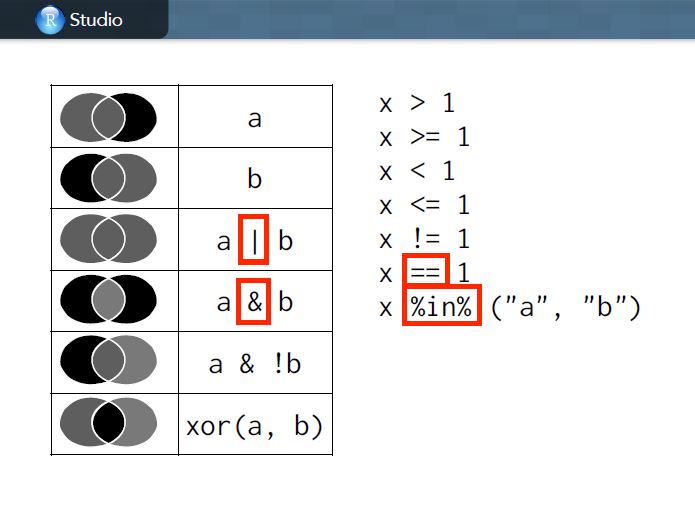 R Studio
a
b
a | b
a & b
a & !b
xor(a, b)
x > 1
x >= 1
x < 1
x <= 1
x != 1
x == 1
x %in% ("a", "b")